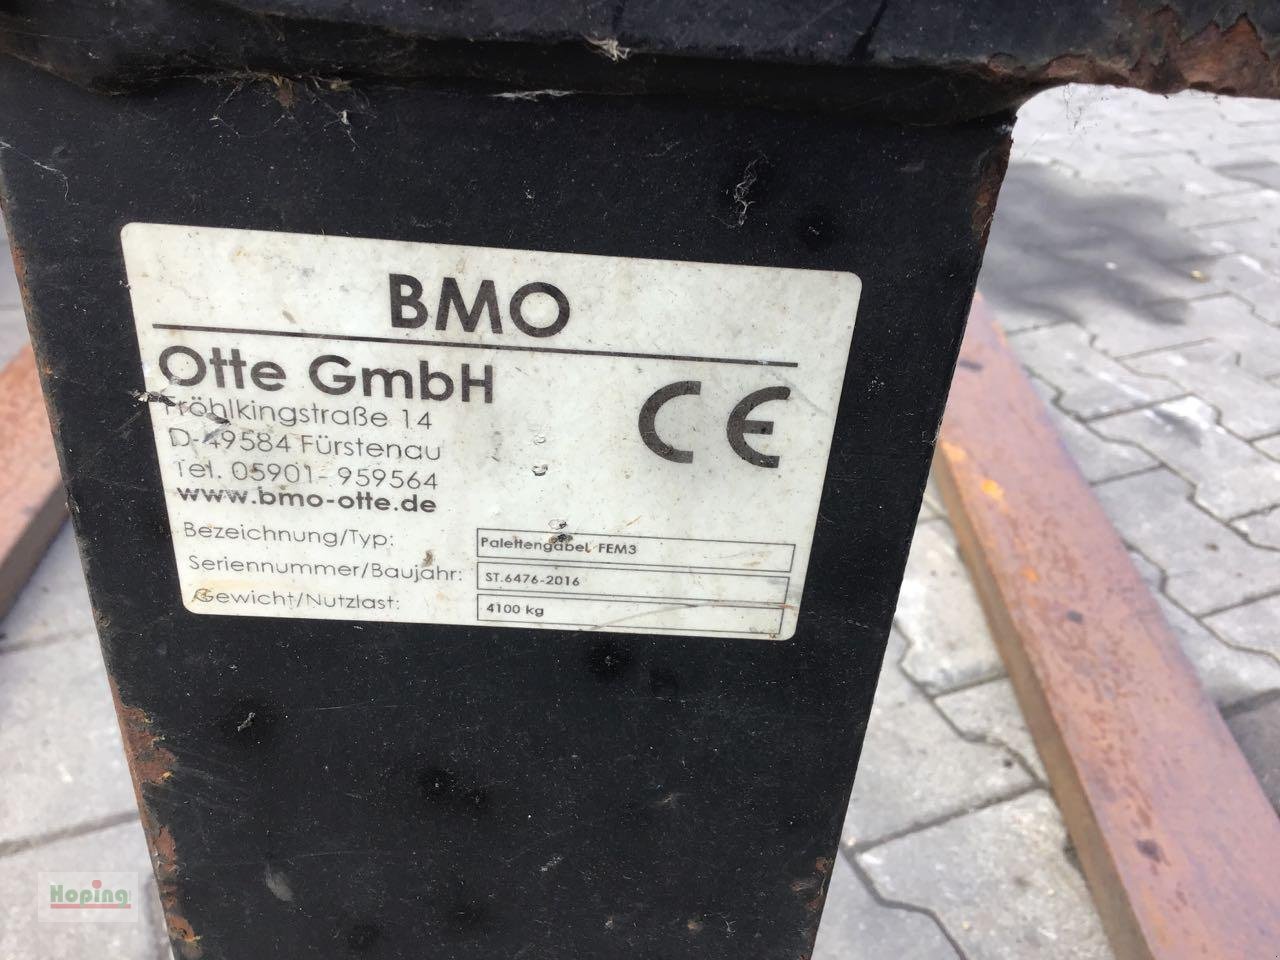 BMO
Otte GmbH
Fröhlkingstraße 14
D-49584 Fürstenau
Tel. 05901- 959564
www.bmo-otte.de
CE
Bezeichnung/Typ: Palettengabel FEM3
Seriennummer/Baujahr: ST.6476-2016
Gewicht/Nutzlast: 4100 kg
Hoping